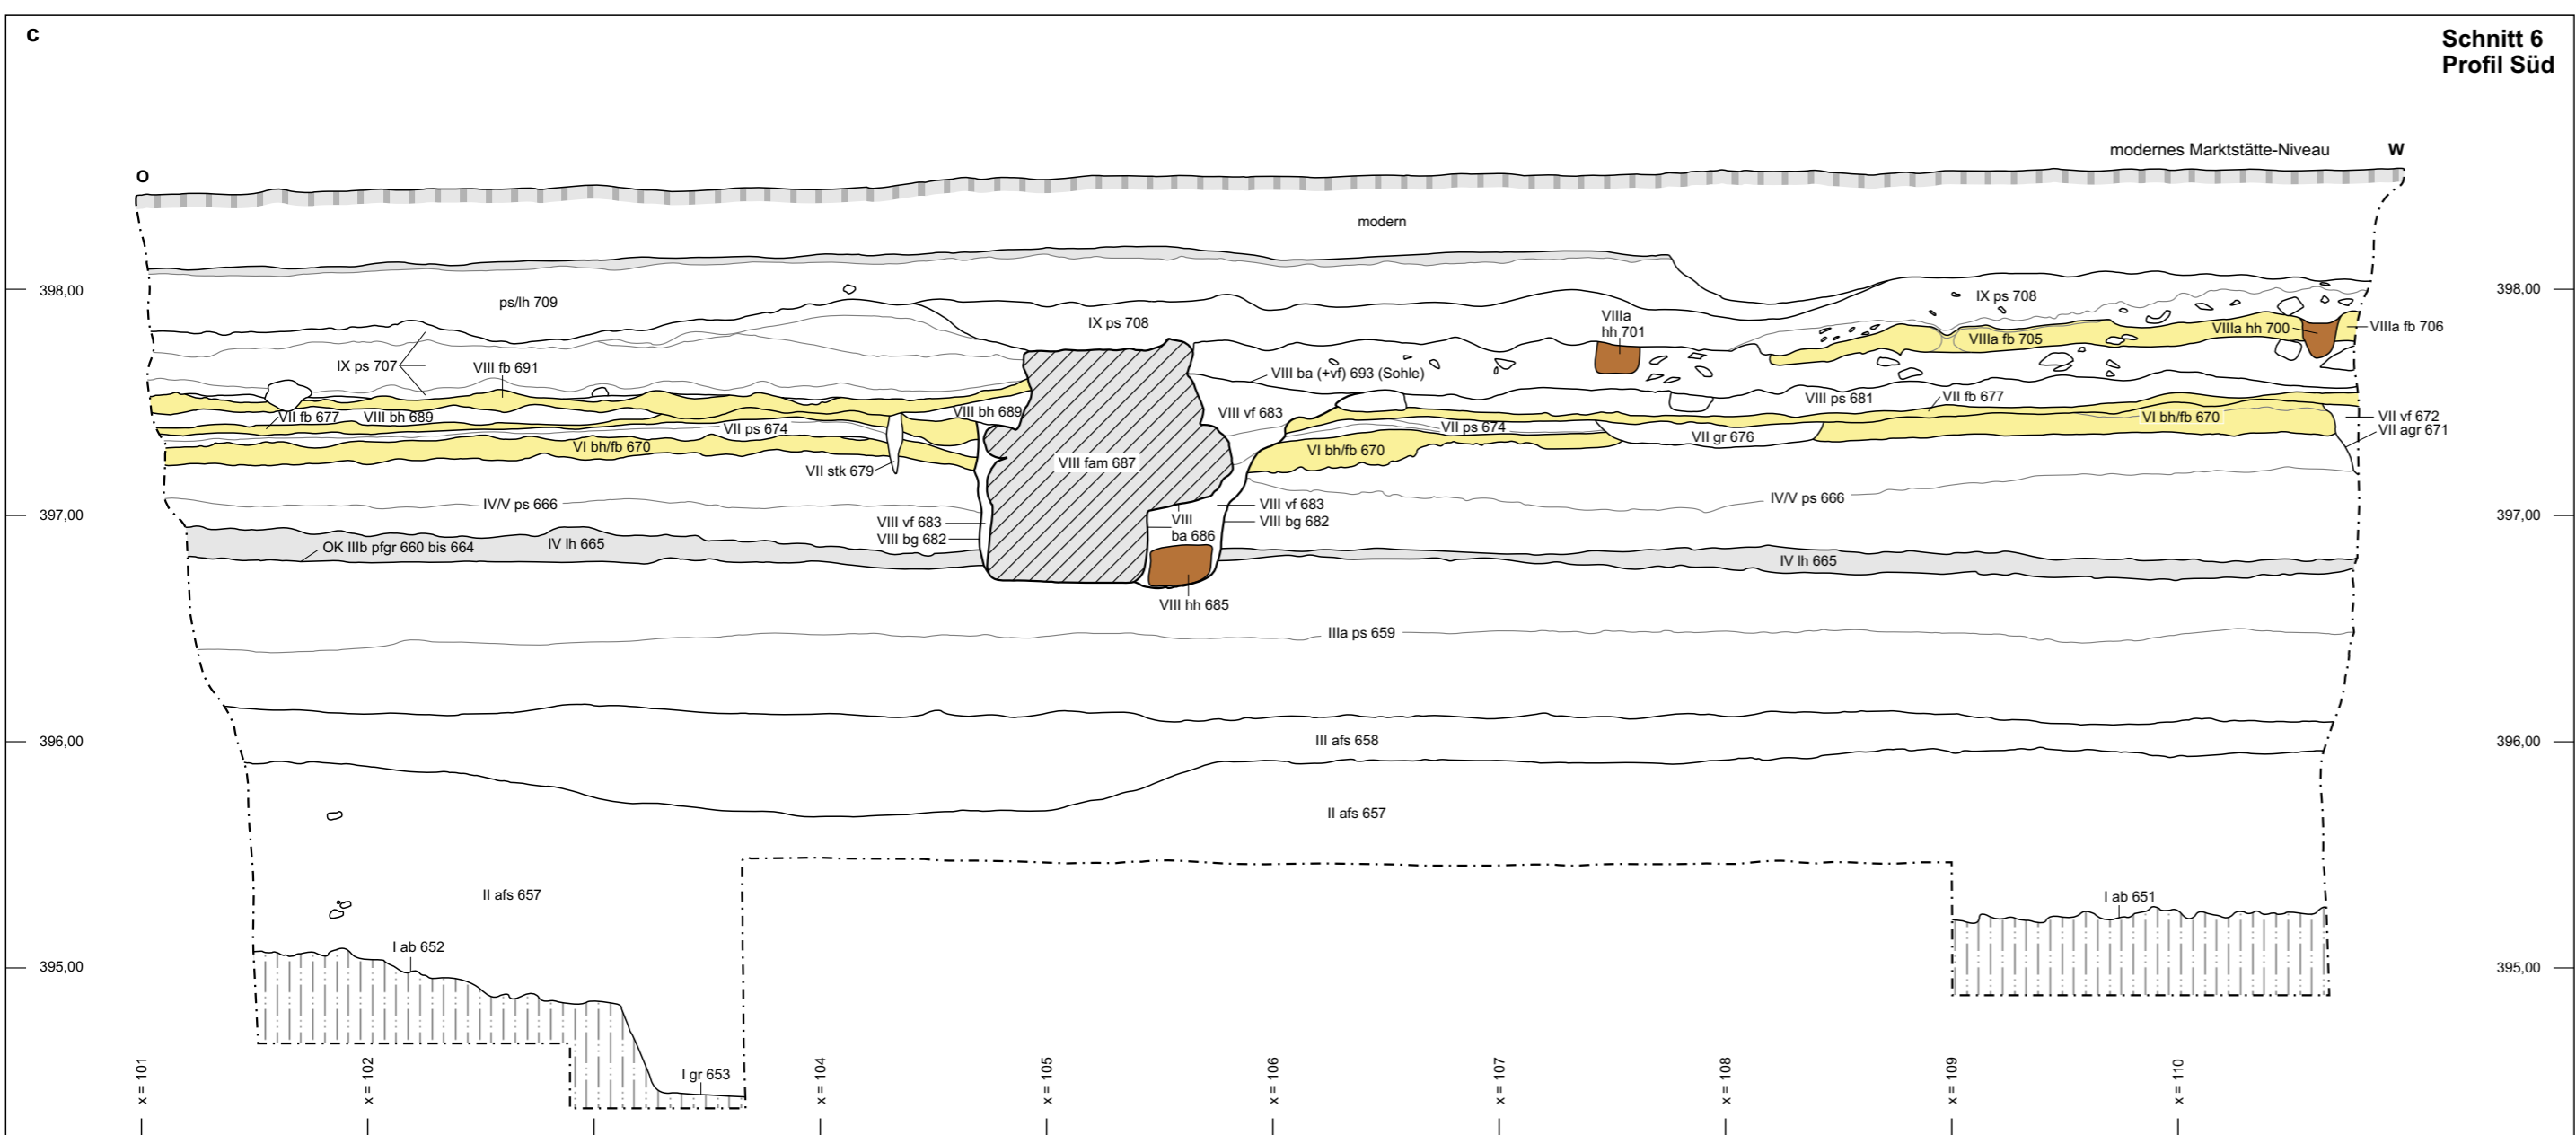 c
Schnitt 6
Profil Süd
modernes Marktstätte-Niveau
O
W
modern
398,00
398,00
ps/lh 709
IX ps 708
IX ps 708
VIIIa
hh 701
VIIIa hh 700
VIIIa fb 706
VIIIa fb 705
IX ps 707
VIII fb 691
VIII ba (+vf) 693 (Sohle)
VIII ps 681
VII fb 677
VII fb 677
VIII bh 689
VIII bh 689
VIII vf 683
VII ps 674
VII ps 674
VII gr 676
VI bh/fb 670
VII vf 672
VII agr 671
VI bh/fb 670
VI bh/fb 670
VII stk 679
VIII fam 687
IV/V ps 666
IV/V ps 666
397,00
397,00
VIII vf 683
VIII bg 682
VIII
ba 686
VIII vf 683
VIII bg 682
OK IIIb pfgr 660 bis 664
IV lh 665
IV lh 665
VIII hh 685
IIIa ps 659
396,00
396,00
III afs 658
II afs 657
II afs 657
I ab 651
I ab 652
395,00
395,00
I gr 653
x = 101
x = 102
x = 104
x = 105
x = 106
x = 107
x = 108
x = 109
x = 110